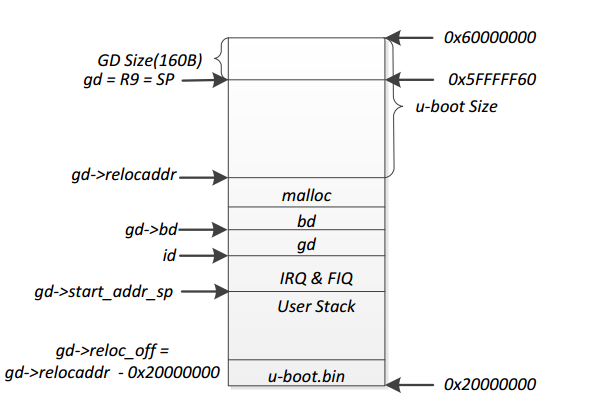 0x60000000
GD Size(160B)
gd = R9 = SP
0x5FFFFF60
u-boot Size
gd->relocaddr
malloc
gd->bd
bd
gd
id
IRQ & FIQ
gd->start_addr_sp
User Stack
gd->reloc_off =
gd->relocaddr - 0x20000000
u-boot.bin
0x20000000